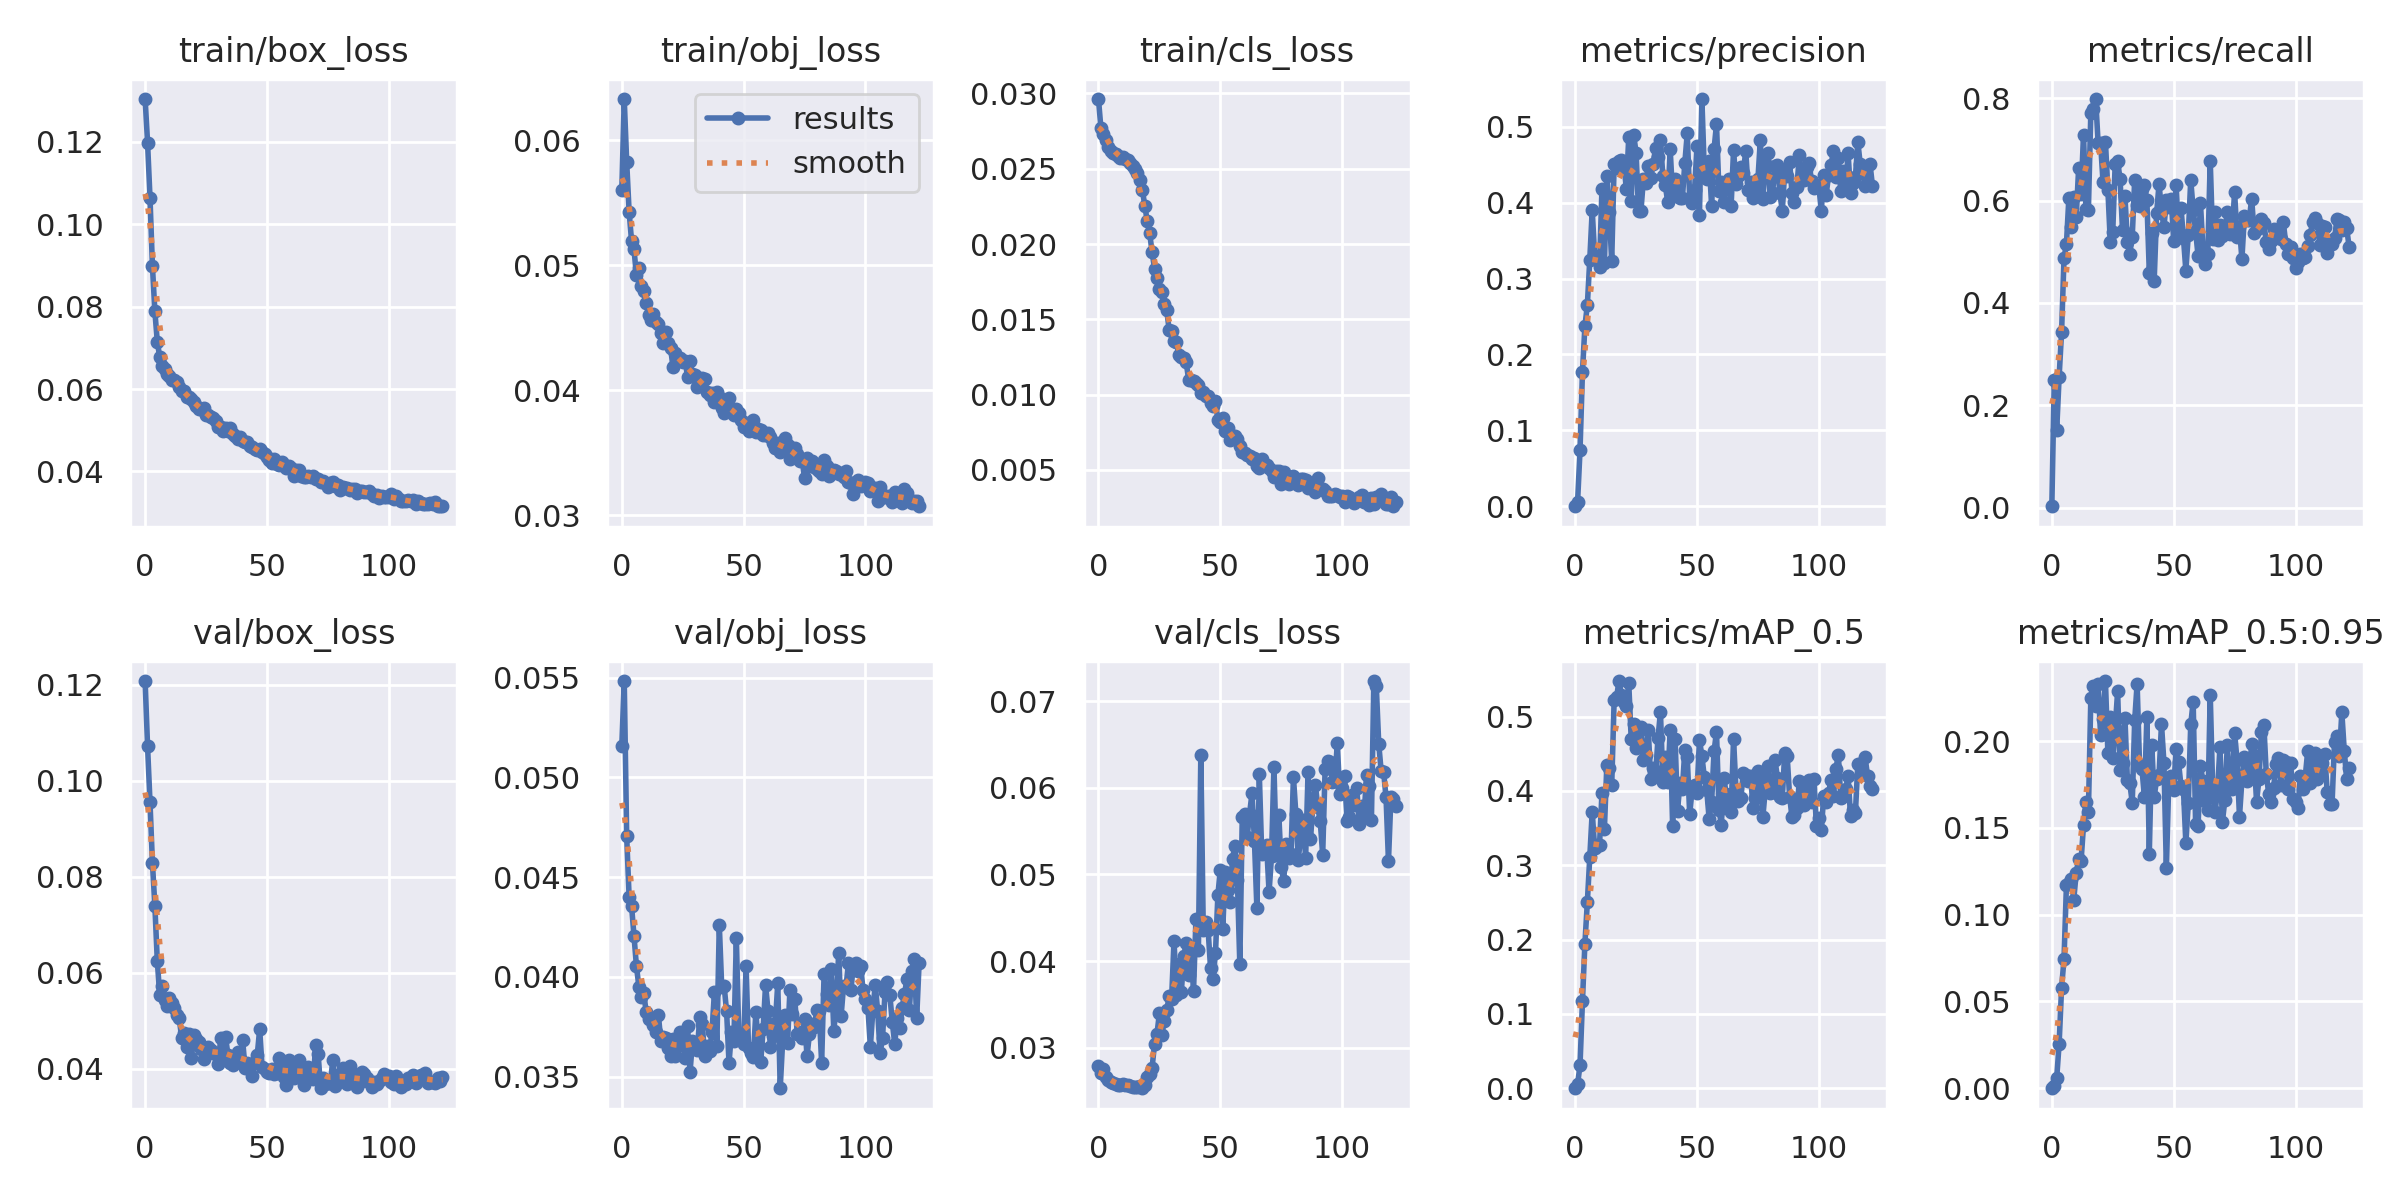 train/box_loss
0.12
0.10
0.08
0.06
0.04
0 50 100
train/obj_loss
results
smooth
0.06
0.05
0.04
0.03
0 50 100
train/cls_loss
0.030
0.025
0.020
0.015
0.010
0.005
0 50 100
metrics/precision
0.5
0.4
0.3
0.2
0.1
0.0
0 50 100
metrics/recall
0.8
0.6
0.4
0.2
0.0
0 50 100
val/box_loss
0.12
0.10
0.08
0.06
0.04
0 50 100
val/obj_loss
0.055
0.050
0.045
0.040
0.035
0 50 100
val/cls_loss
0.07
0.06
0.05
0.04
0.03
0 50 100
metrics/mAP_0.5
0.5
0.4
0.3
0.2
0.1
0.0
0 50 100
metrics/mAP_0.5:0.95
0.20
0.15
0.10
0.05
0.00
0 50 100